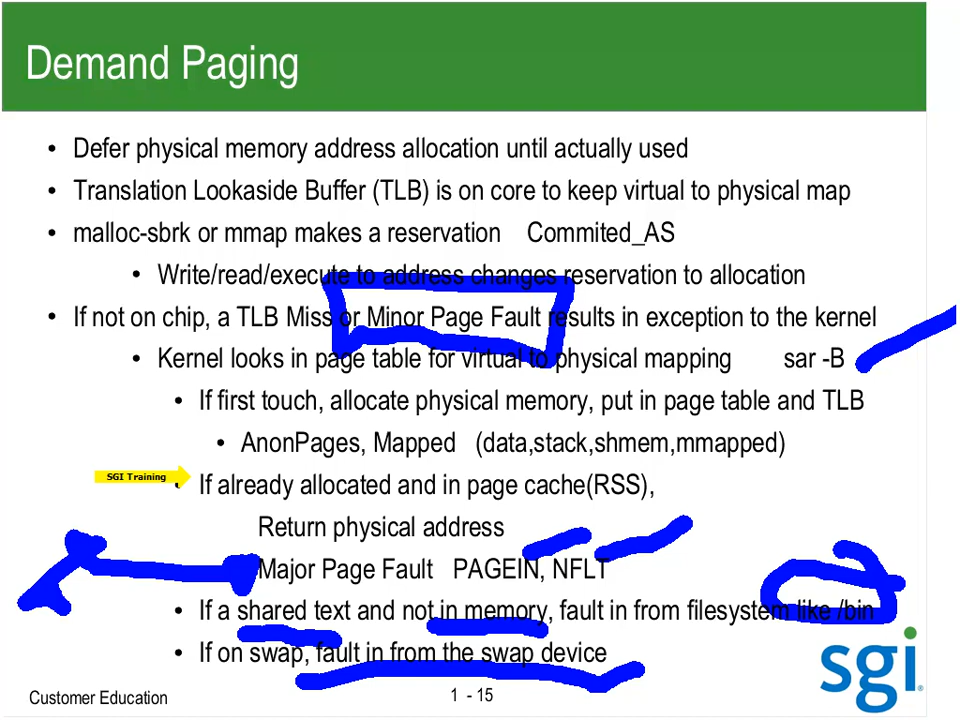 Demand Paging
• Defer physical memory address allocation until actually used
• Translation Lookaside Buffer (TLB) is on core to keep virtual to physical map
• malloc-sbrk or mmap makes a reservation Commited_AS
• Write/read/execute to address changes reservation to allocation
• If not on chip, a TLB Miss or Minor Page Fault results in exception to the kernel
• Kernel looks in page table for virtual to physical mapping sar -B
• If first touch, allocate physical memory, put in page table and TLB
• AnonPages, Mapped (data,stack,shmem,mmapped)
SGI Training
• If already allocated and in page cache(RSS),
Return physical address
Major Page Fault PAGEIN, NFLT
• If a shared text and not in memory, fault in from filesystem like /bin
• If on swap, fault in from the swap device
sgi
Customer Education
1 - 15